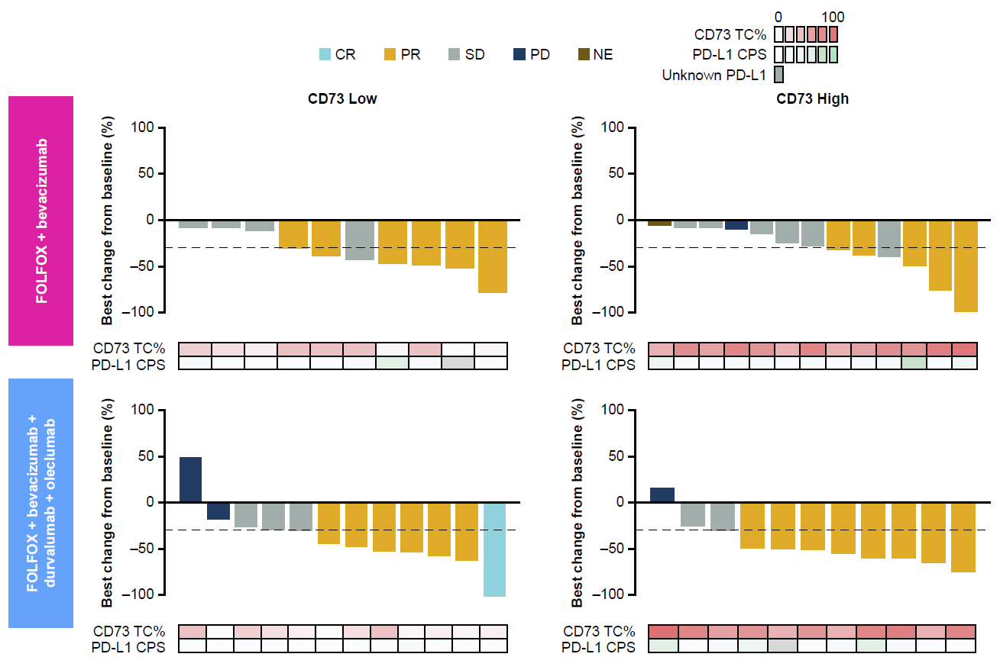 0 100
CD73 TC%
PD-L1 CPS
Unknown PD-L1
CR PR SD PD NE
CD73 Low
CD73 High
FOLFOX + bevacizumab
Best change from baseline (%)
100
50
0
–50
–100
CD73 TC%
PD-L1 CPS
Best change from baseline (%)
100
50
0
–50
–100
CD73 TC%
PD-L1 CPS
FOLFOX + bevacizumab +
durvalumab + oleclumab
Best change from baseline (%)
100
50
0
–50
–100
CD73 TC%
PD-L1 CPS
Best change from baseline (%)
100
50
0
–50
–100
CD73 TC%
PD-L1 CPS